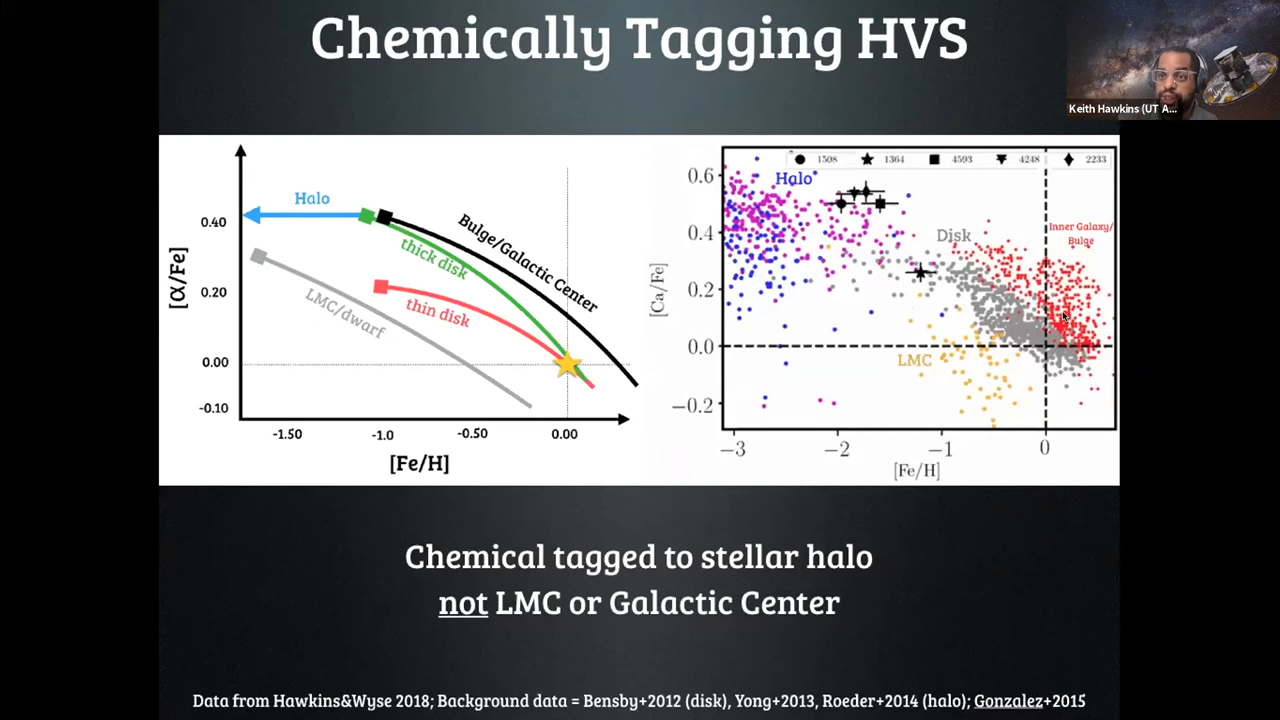 Chemically Tagging HVS
Keith Hawkins (UT A...
0.40
0.20
0.00
-0.10
[α/Fe]
Halo
thick disk
Bulge/Galactic Center
LMC/dwarf
thin disk
-1.50
-1.0
-0.50
0.00
[Fe/H]
1508
1364
4593
4248
2233
0.6
0.4
0.2
0.0
−0.2
[Ca/Fe]
Halo
Disk
Inner Galaxy/
Bulge
LMC
−3
−2
−1
0
[Fe/H]
Chemical tagged to stellar halo
not LMC or Galactic Center
Data from Hawkins&Wyse 2018; Background data = Bensby+2012 (disk), Yong+2013, Roeder+2014 (halo); Gonzalez+2015